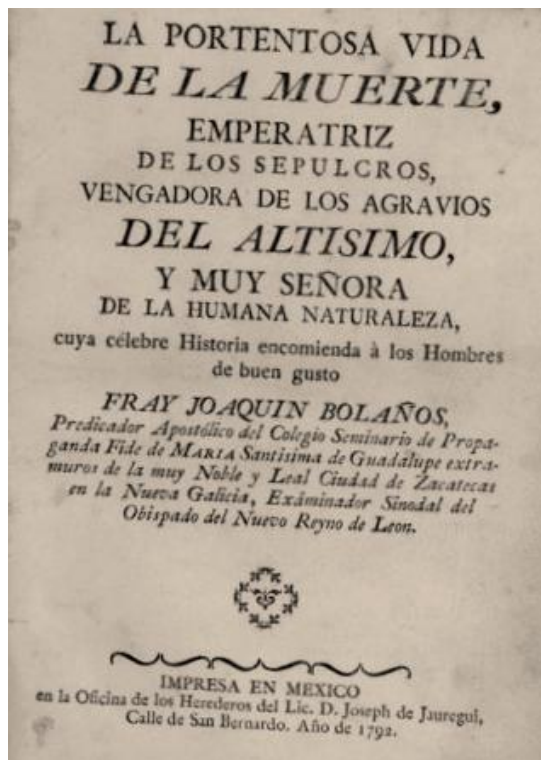 LA PORTENTOSA VIDA
DE LA MUERTE,
EMPERATRIZ
DE LOS SEPULCROS,
VENGADORA DE LOS AGRAVIOS
DEL ALTISIMO,
Y MUY SEÑORA
DE LA HUMANA NATURALEZA,
cuya célebre Historia encomienda à los Hombres
de buen gusto
FRAY JOAQUIN BOLAÑOS,
Predicador Apostólico del Colegio Seminario de Propa-
ganda Fide de MARIA Santisima de Guadalupe extra-
muros de la muy Noble y Leal Ciudad de Zacatecas
en la Nueva Galicia, Exâminador Sinodal del
Obispado del Nuevo Reyno de Leon.
IMPRESA EN MEXICO
en la Oficina de los Herederos del Lic. D. Joseph de Jauregui,
Calle de San Bernardo. Año de 1792.